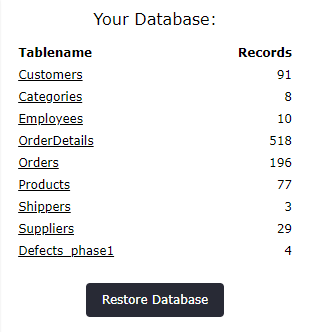 Your Database:
Tablename Records
Customers 91
Categories 8
Employees 10
OrderDetails 518
Orders 196
Products 77
Shippers 3
Suppliers 29
Defects_phase1 4
Restore Database